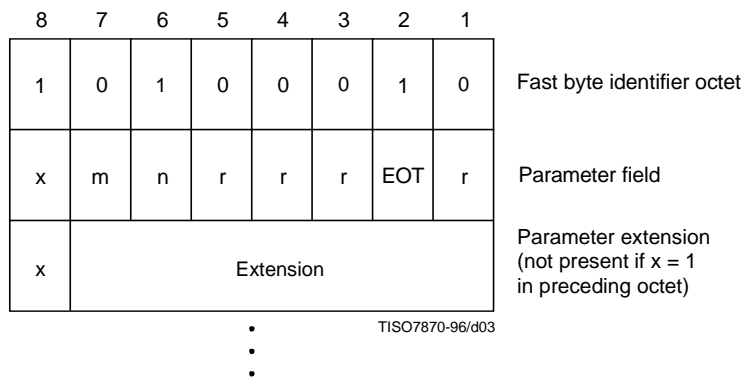 8 7 6 5 4 3 2 1
1 0 1 0 0 0 1 0 Fast byte identifier octet
x m n r r r EOT r Parameter field
x Extension Parameter extension
(not present if x = 1
in preceding octet)
TISO7870-96/d03